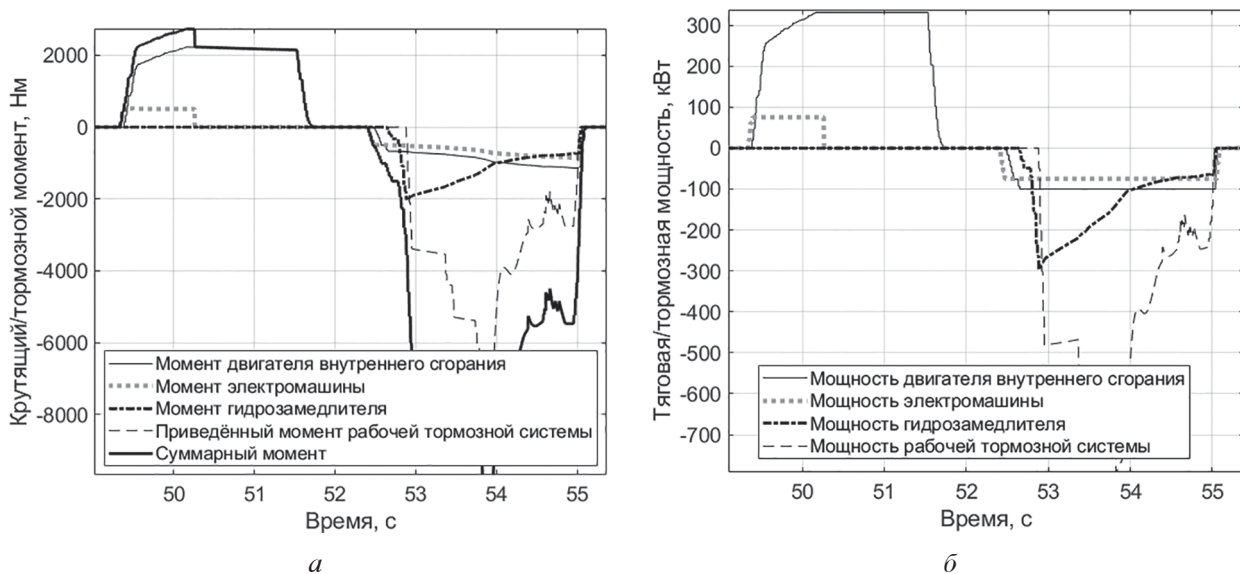 Крутящий/тормозной момент, Нм
2000
0
-2000
-4000
-6000
-8000
Момент двигателя внутреннего сгорания
Момент электромашины
Момент гидрозамедлителя
Приведённый момент рабочей тормозной системы
Суммарный момент
50 51 52 53 54 55
Время, с
а
Тяговая/тормозная мощность, кВт
300
200
100
0
-100
-200
-300
-400
-500
-600
-700
Мощность двигателя внутреннего сгорания
Мощность электромашины
Мощность гидрозамедлителя
Мощность рабочей тормозной системы
50 51 52 53 54 55
Время, с
б